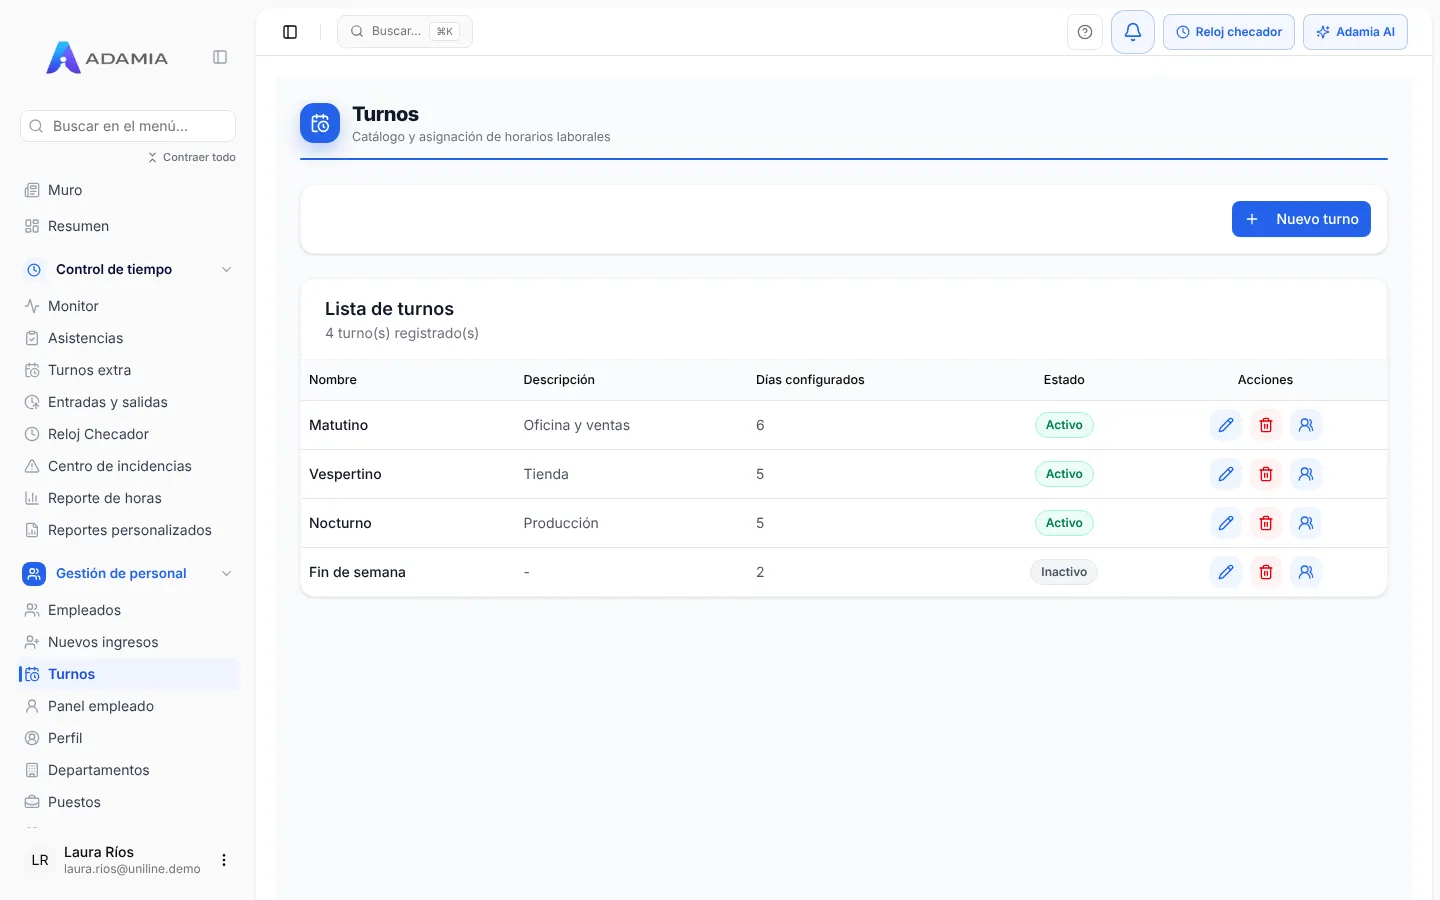 ADAMIA
Buscar en el menú...
Contraer todo
Muro
Resumen
Control de tiempo
Monitor
Asistencias
Turnos extra
Entradas y salidas
Reloj Checador
Centro de incidencias
Reporte de horas
Reportes personalizados
Gestión de personal
Empleados
Nuevos ingresos
Turnos
Panel empleado
Perfil
Departamentos
Puestos
LR
Laura Ríos
laura.rios@uniline.demo
Buscar... ⌘K
Reloj checador
Adamia AI
Turnos
Catálogo y asignación de horarios laborales
+ Nuevo turno
Lista de turnos
4 turno(s) registrado(s)
Nombre Descripción Días configurados Estado Acciones
Matutino Oficina y ventas 6 Activo
Vespertino Tienda 5 Activo
Nocturno Producción 5 Activo
Fin de semana - 2 Inactivo